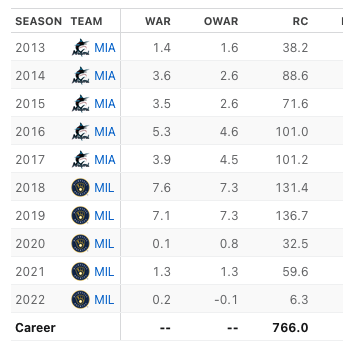 SEASON TEAM WAR OWAR RC
2013 MIA 1.4 1.6 38.2
2014 MIA 3.6 2.6 88.6
2015 MIA 3.5 2.6 71.6
2016 MIA 5.3 4.6 101.0
2017 MIA 3.9 4.5 101.2
2018 MIL 7.6 7.3 131.4
2019 MIL 7.1 7.3 136.7
2020 MIL 0.1 0.8 32.5
2021 MIL 1.3 1.3 59.6
2022 MIL 0.2 -0.1 6.3
Career -- -- 766.0